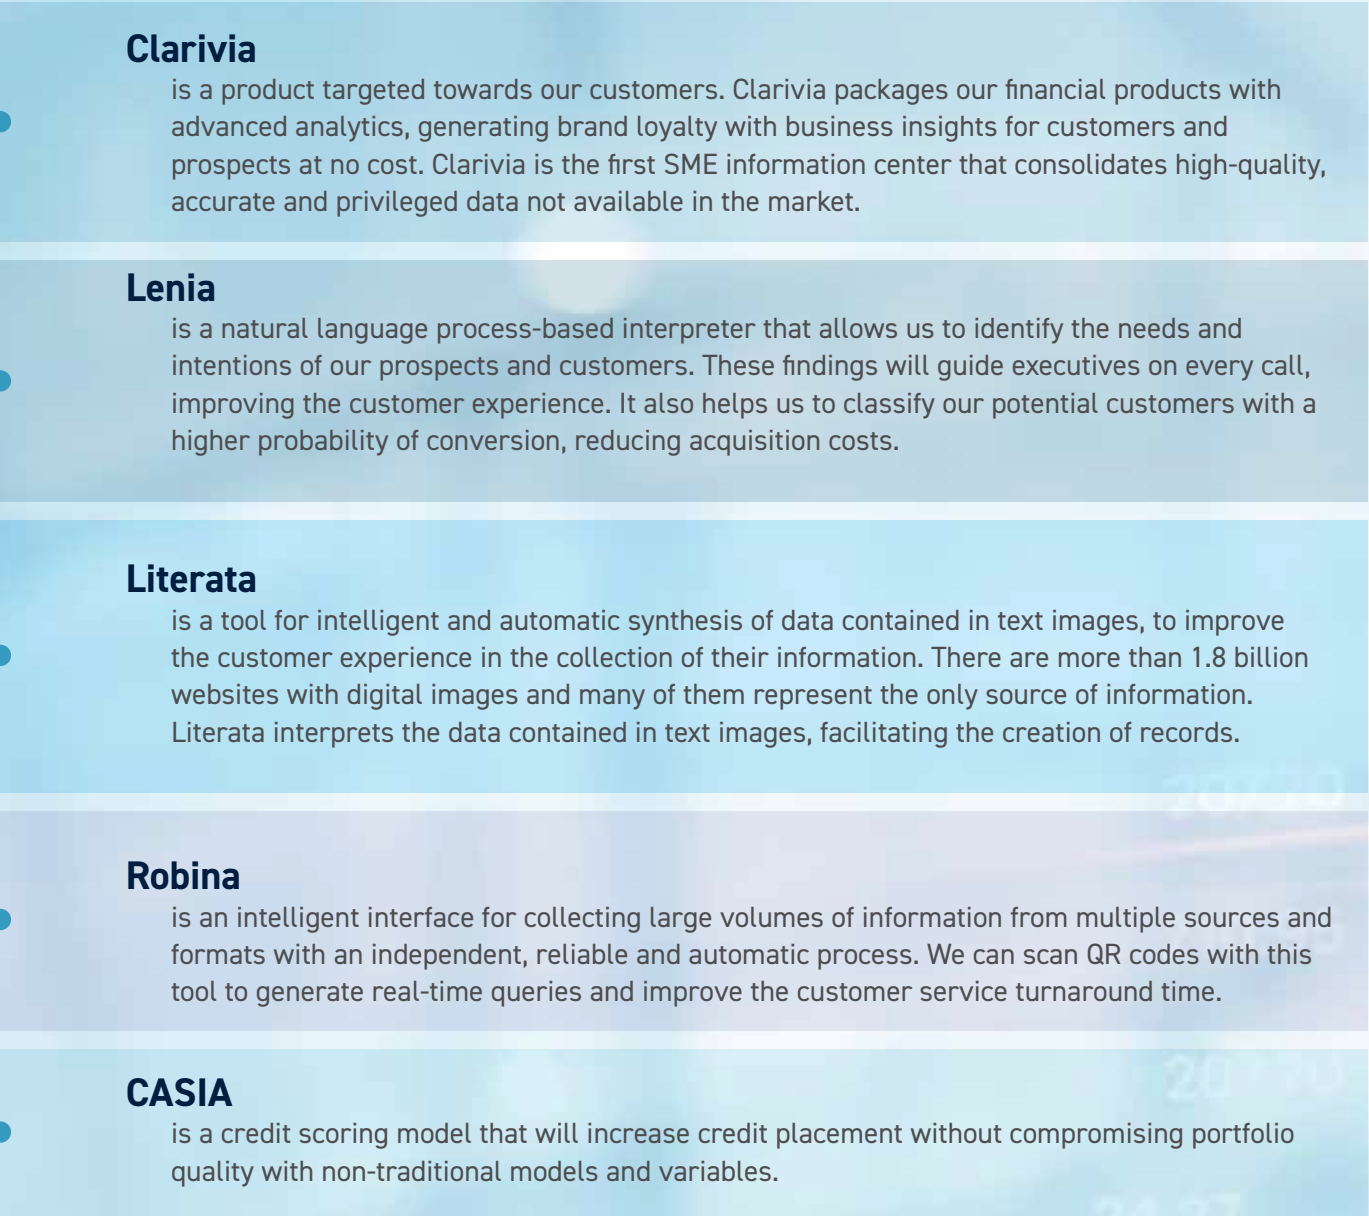 Clarivia
is a product targeted towards our customers. Clarivia packages our financial products with
advanced analytics, generating brand loyalty with business insights for customers and
prospects at no cost. Clarivia is the first SME information center that consolidates high-quality,
accurate and privileged data not available in the market.
Lenia
is a natural language process-based interpreter that allows us to identify the needs and
intentions of our prospects and customers. These findings will guide executives on every call,
improving the customer experience. It also helps us to classify our potential customers with a
higher probability of conversion, reducing acquisition costs.
Literata
is a tool for intelligent and automatic synthesis of data contained in text images, to improve
the customer experience in the collection of their information. There are more than 1.8 billion
websites with digital images and many of them represent the only source of information.
Literata interprets the data contained in text images, facilitating the creation of records.
Robina
is an intelligent interface for collecting large volumes of information from multiple sources and
formats with an independent, reliable and automatic process. We can scan QR codes with this
tool to generate real-time queries and improve the customer service turnaround time.
CASIA
is a credit scoring model that will increase credit placement without compromising portfolio
quality with non-traditional models and variables.